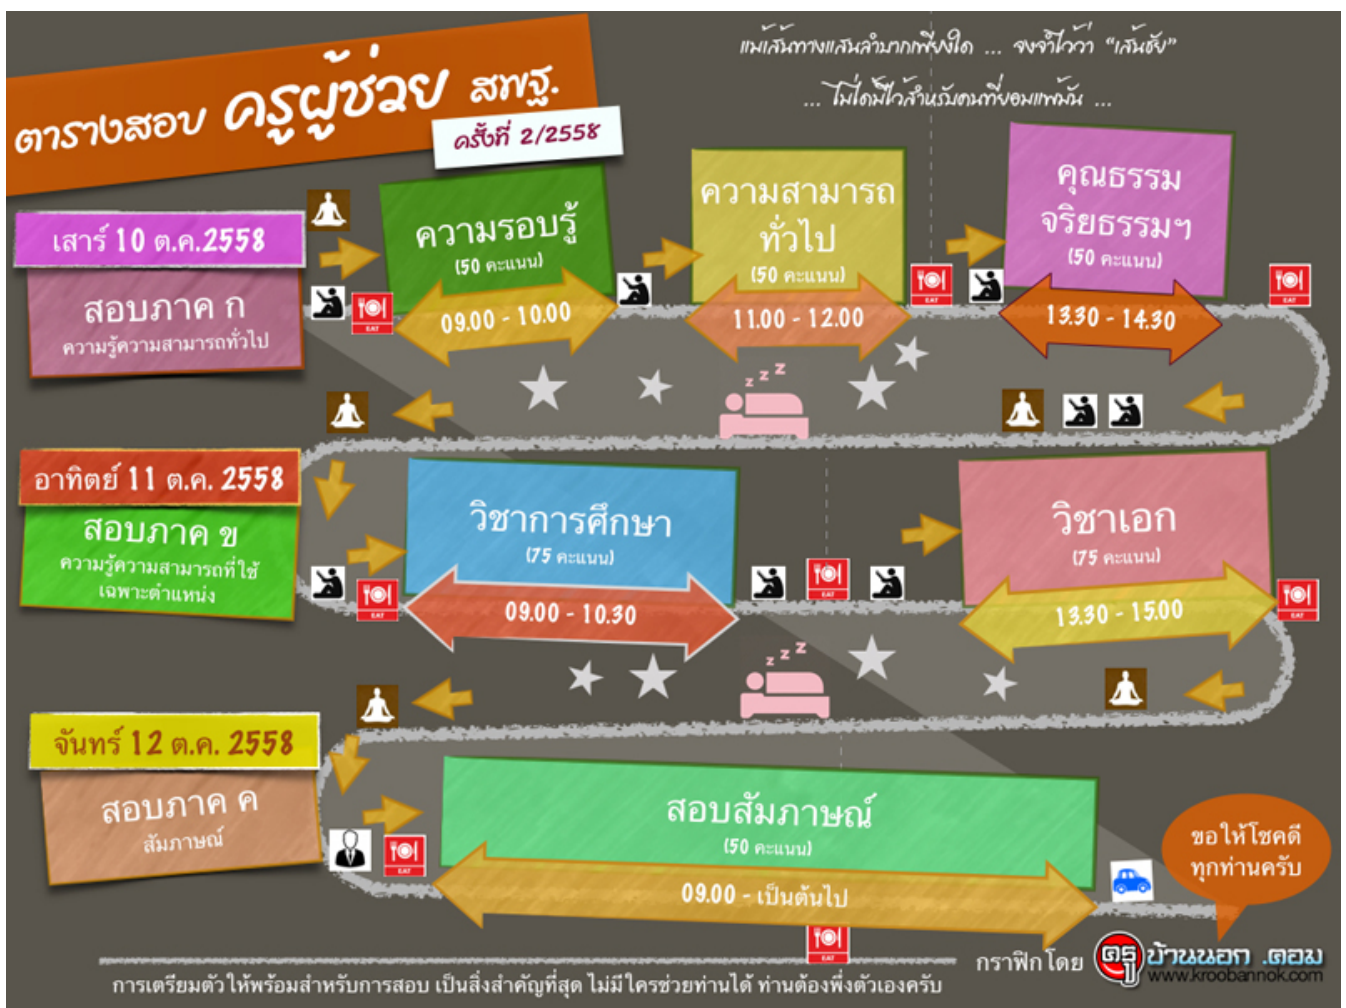 แม้เส้นทางแสนลำบากเพียงใด ... จงจำไว้ว่า “เส้นชัย”
... ไม่ได้มีไว้สำหรับคนที่ยอมแพ้มัน ...
ตารางสอบ ครูผู้ช่วย สพฐ.
ครั้งที่ 2/2558
เสาร์ 10 ต.ค.2558
สอบภาค ก
ความรู้ความสามารถทั่วไป
ความรอบรู้
(50 คะแนน)
09.00 - 10.00
ความสามารถ
ทั่วไป
(50 คะแนน)
11.00 - 12.00
คุณธรรม
จริยธรรมฯ
(50 คะแนน)
13.30 - 14.30
EAT
EAT
EAT
z z z
อาทิตย์ 11 ต.ค. 2558
สอบภาค ข
ความรู้ความสามารถที่ใช้
เฉพาะตำแหน่ง
วิชาการศึกษา
(75 คะแนน)
09.00 - 10.30
วิชาเอก
(75 คะแนน)
13.30 - 15.00
EAT
EAT
EAT
z z z
จันทร์ 12 ต.ค. 2558
สอบภาค ค
สัมภาษณ์
EAT
สอบสัมภาษณ์
(50 คะแนน)
09.00 - เป็นต้นไป
EAT
ขอให้โชคดี
ทุกท่านครับ
กราฟิกโดย ครูบ้านนอก.คอม
www.kroobannok.com
การเตรียมตัวให้พร้อมสำหรับการสอบ เป็นสิ่งสำคัญที่สุด ไม่มีใครช่วยท่านได้ ท่านต้องพึ่งตัวเองครับ